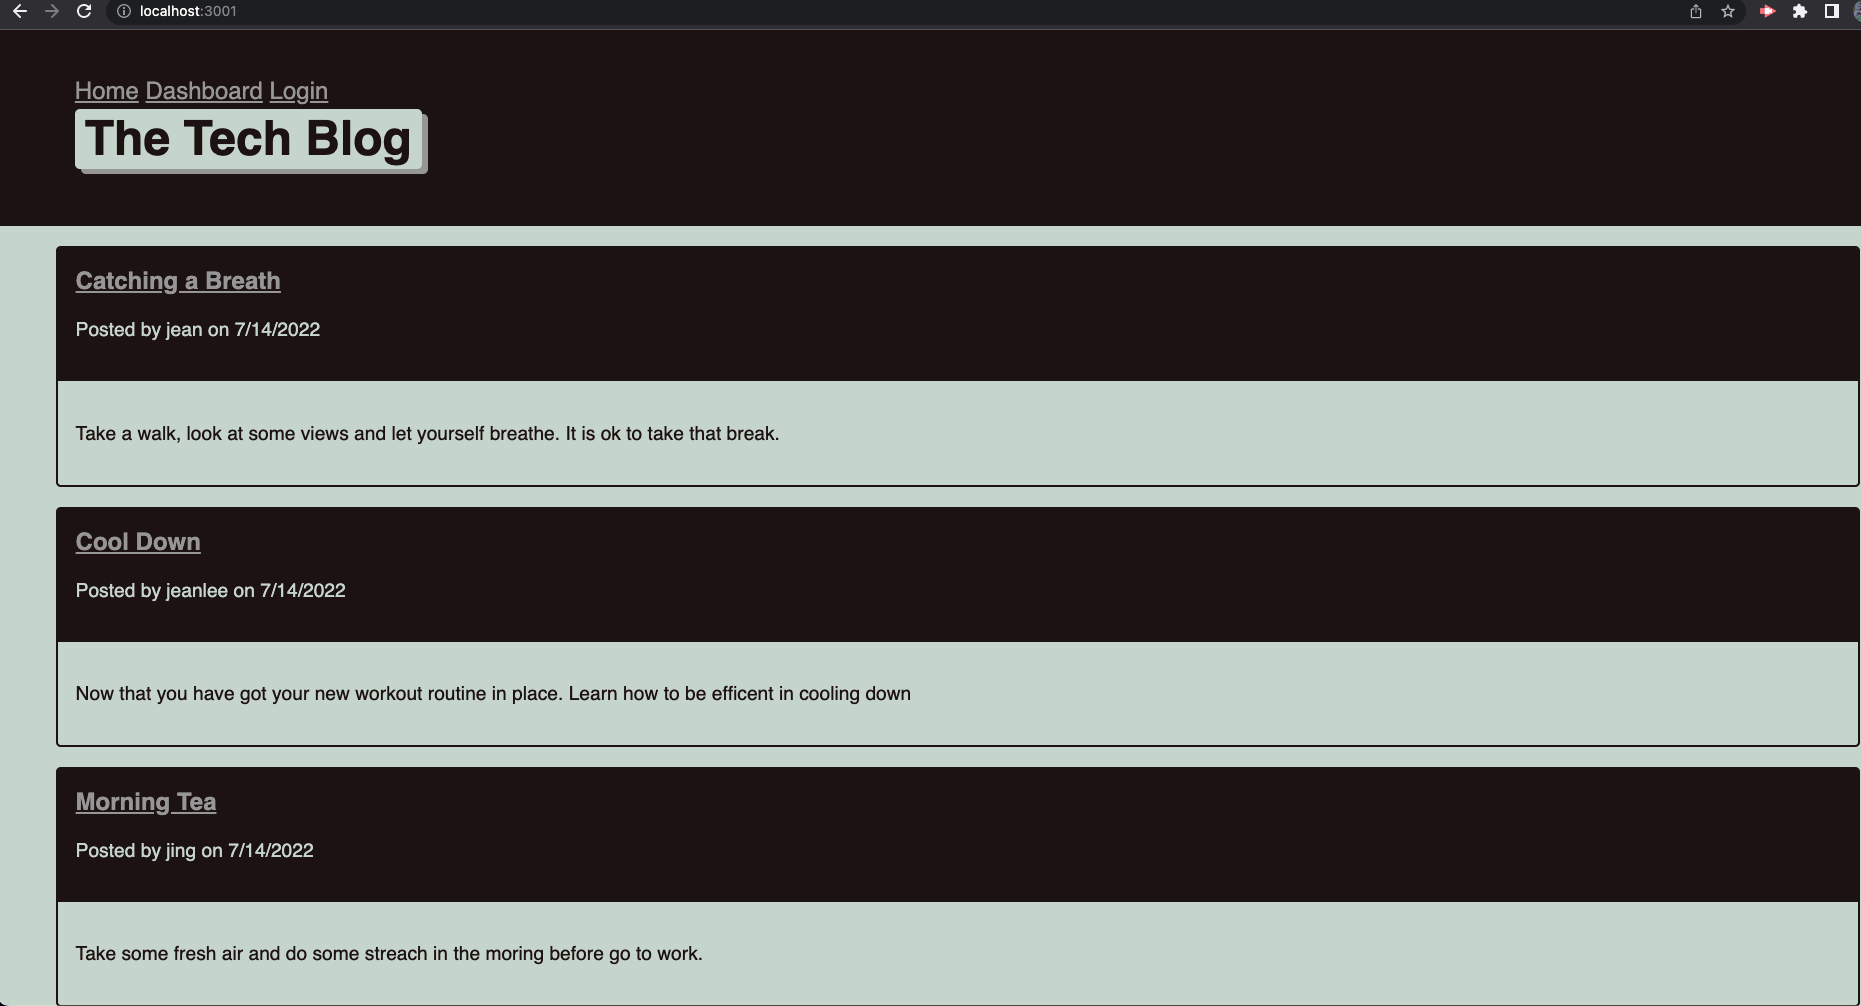 localhost:3001
Home Dashboard Login
The Tech Blog
Catching a Breath
Posted by jean on 7/14/2022
Take a walk, look at some views and let yourself breathe. It is ok to take that break.
Cool Down
Posted by jeanlee on 7/14/2022
Now that you have got your new workout routine in place. Learn how to be efficent in cooling down
Morning Tea
Posted by jing on 7/14/2022
Take some fresh air and do some streach in the moring before go to work.